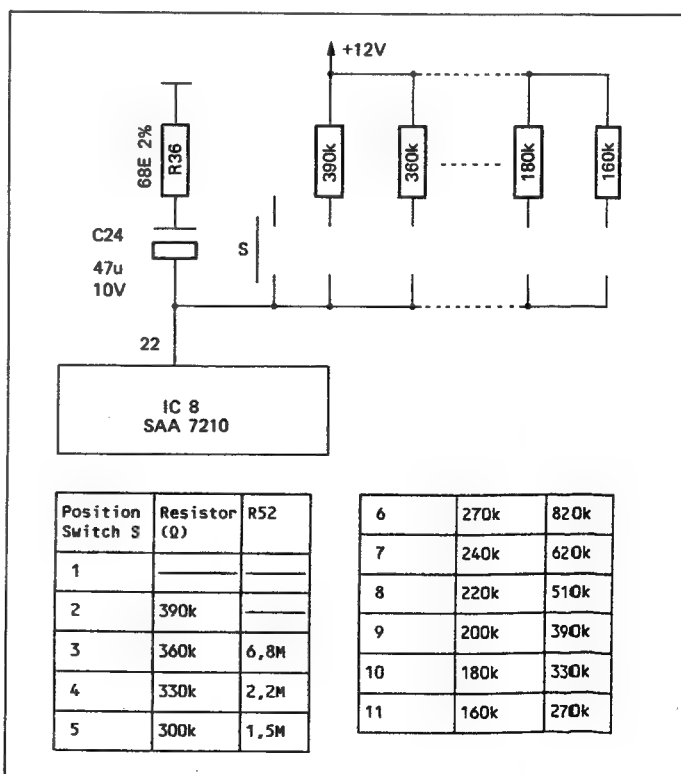 +12V
68E 2%
R36
390k
360k
180k
160k
C24
47u
10V
S
22
IC 8
SAA 7210
Position Switch S | Resistor (Ω) | R52
1 | —— | ——
2 | 390k | ——
3 | 360k | 6,8M
4 | 330k | 2,2M
5 | 300k | 1,5M
6 | 270k | 820k
7 | 240k | 620k
8 | 220k | 510k
9 | 200k | 390k
10 | 180k | 330k
11 | 160k | 270k